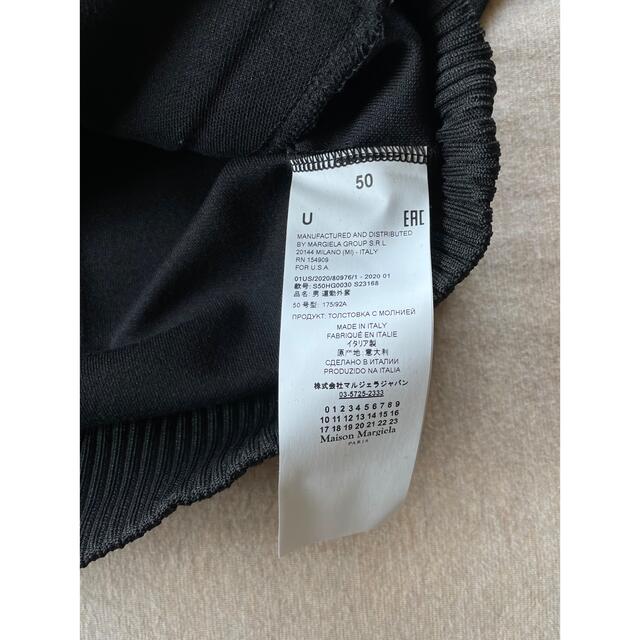 50
U
EAC
MANUFACTURED AND DISTRIBUTED
BY MARGIELA GROUP S.R.L.
20144 MILANO (MI) - ITALY
RN 154909
FOR U.S.A
01US/2020/80976/1 - 2020 01
款号: S50HG0030 S23168
品名: 男 運動外套
50 号型: 175/92A
ПРОДУКТ: ТОЛСТОВКА С МОЛНИЕЙ
MADE IN ITALY
FABRIQUÉ EN ITALIE
イタリア製
原产地: 意大利
СДЕЛАНО В ИТАЛИИ
PRODUZIDO NA ITALIA
株式会社マルジェラジャパン
03-5725-2333
0 1 2 3 4 5 6 7 8 9
10 11 12 13 14 15 16
17 18 19 20 21 22 23
Maison Margiela
PARIS